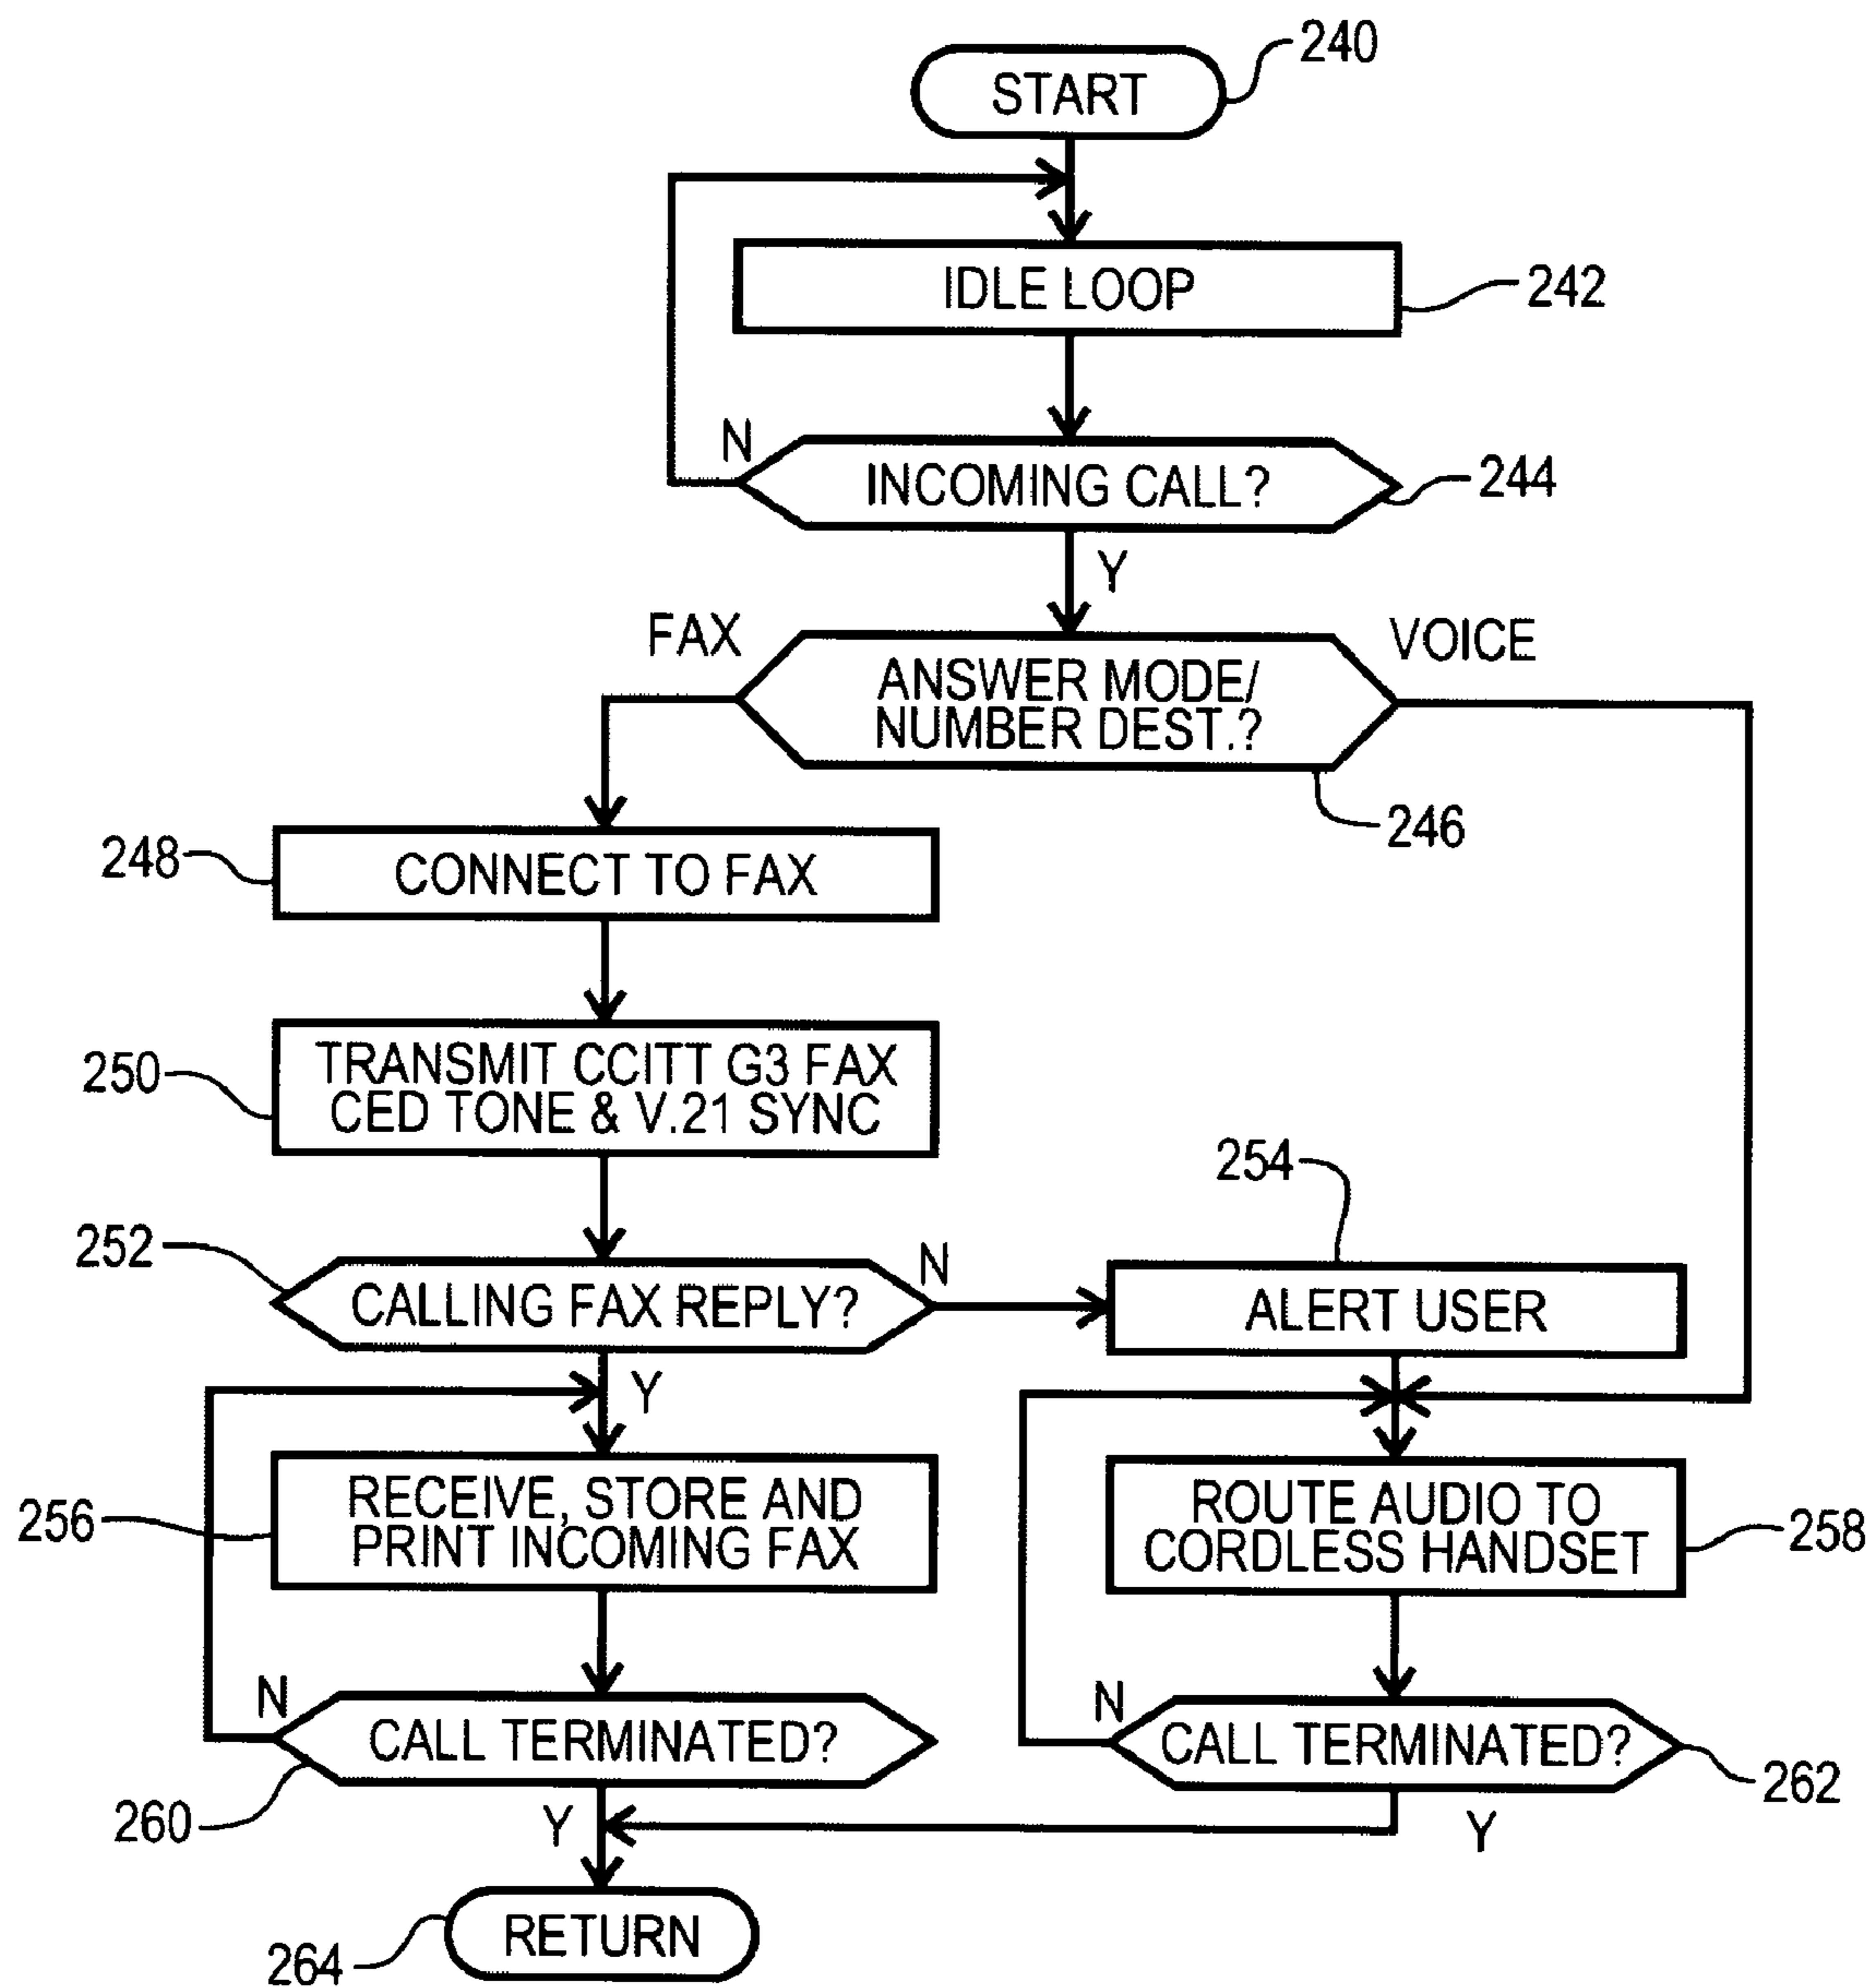 240
START
IDLE LOOP
242
N
INCOMING CALL?
244
Y
FAX
VOICE
ANSWER MODE/
NUMBER DEST.?
246
248
CONNECT TO FAX
250
TRANSMIT CCITT G3 FAX
CED TONE & V.21 SYNC
254
252
CALLING FAX REPLY?
N
ALERT USER
Y
256
RECEIVE, STORE AND
PRINT INCOMING FAX
ROUTE AUDIO TO
CORDLESS HANDSET
258
N
CALL TERMINATED?
260
N
CALL TERMINATED?
262
Y
Y
RETURN
264